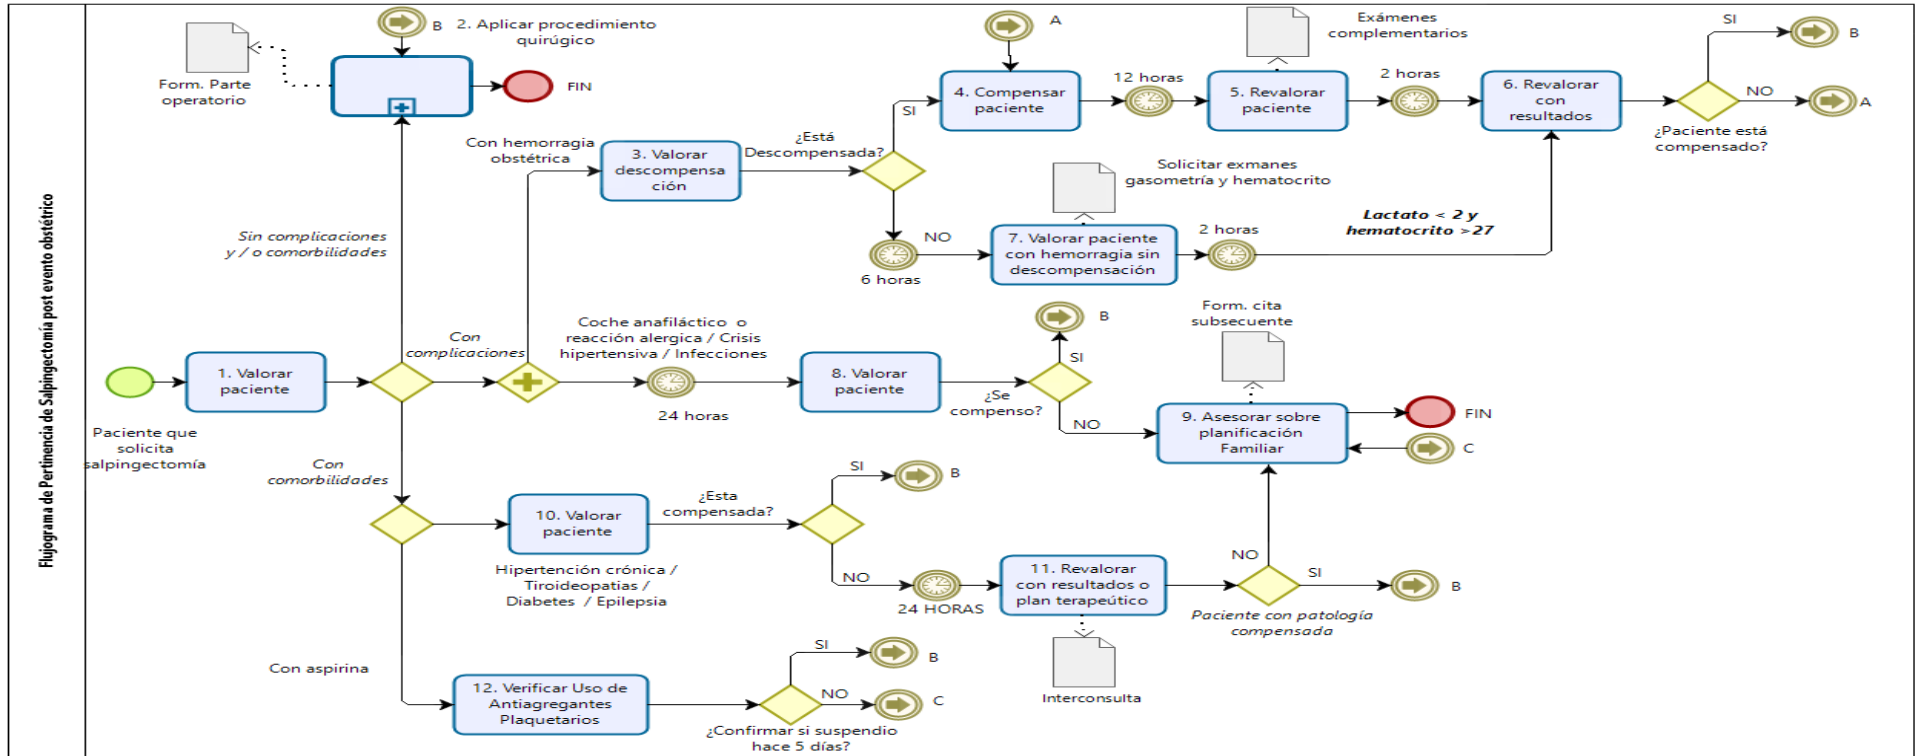 Flujograma de Pertinencia de Salpingectomía post evento obstétrico
B
2. Aplicar procedimiento
quirúgico
Form. Parte
operatorio
FIN
A
4. Compensar
paciente
12 horas
Exámenes
complementarios
5. Revalorar
paciente
2 horas
6. Revalorar
con
resultados
SI
B
NO
A
¿Paciente está
compensado?
Con hemorragia
obstétrica
3. Valorar
descompensa
ción
¿Está
Descompensada?
SI
NO
6 horas
Solicitar exmanes
gasometría y hematocrito
7. Valorar paciente
con hemorragia sin
descompensación
2 horas
Lactato < 2 y
hematocrito >27
Sin complicaciones
y / o comorbilidades
Paciente que
solicita
salpingectomía
1. Valorar
paciente
Con
complicaciones
Coche anafiláctico o
reacción alergica / Crisis
hipertensiva / Infecciones
24 horas
8. Valorar
paciente
¿Se
compenso?
B
SI
NO
Form. cita
subsecuente
9. Asesorar sobre
planificación
Familiar
FIN
C
Con
comorbilidades
10. Valorar
paciente
Hipertención crónica /
Tiroideopatias /
Diabetes / Epilepsia
¿Esta
compensada?
SI
B
NO
24 HORAS
11. Revalorar
con resultados o
plan terapeútico
Interconsulta
NO
SI
B
Paciente con patología
compensada
Con aspirina
12. Verificar Uso de
Antiagregantes
Plaquetarios
SI
B
NO
C
¿Confirmar si suspendio
hace 5 días?